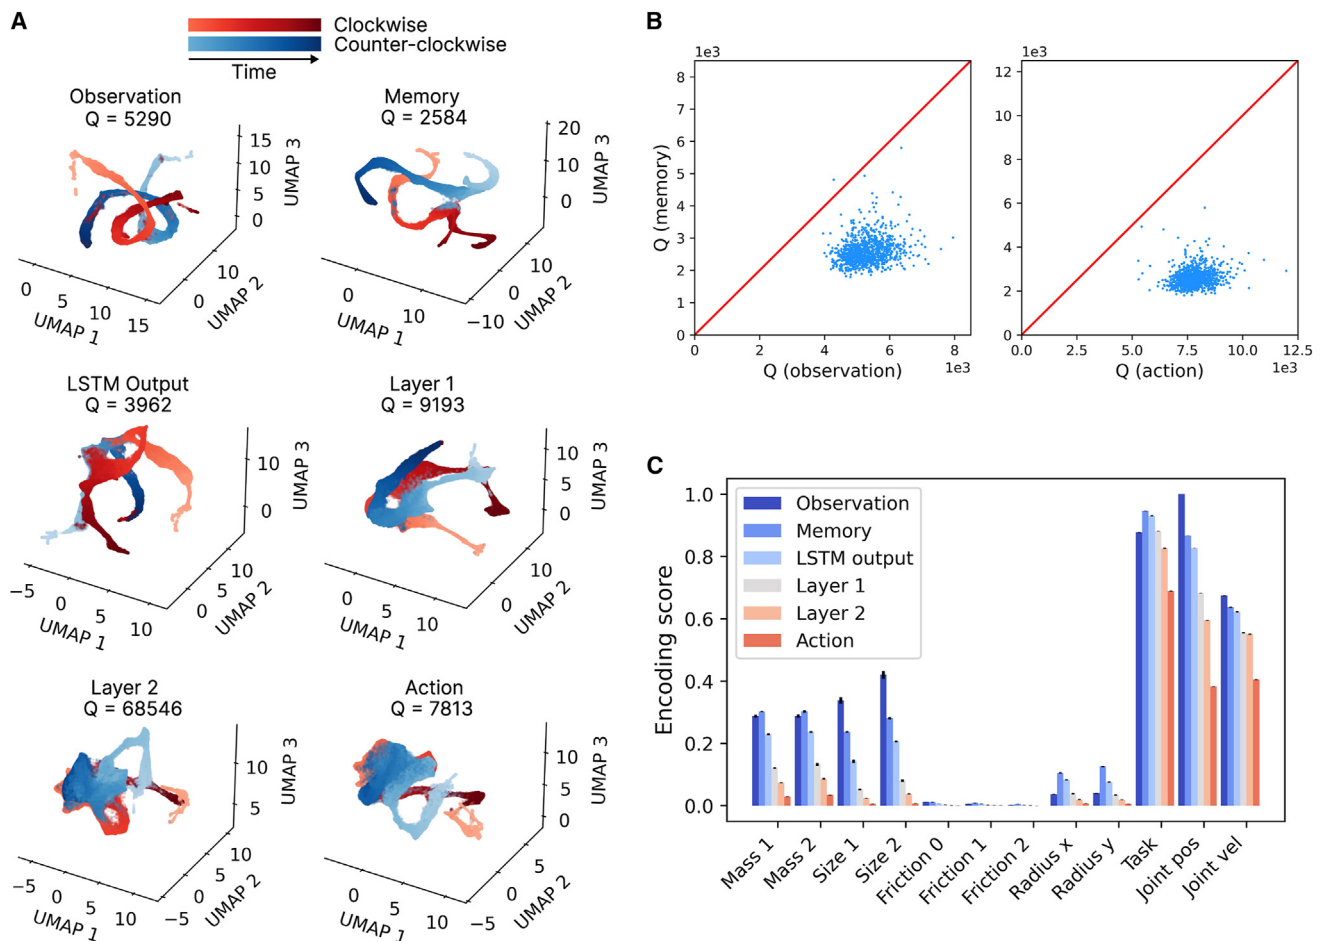 A
Clockwise
Counter-clockwise
Time
Observation
Q = 5290
UMAP 3
15
10
5
0
0
5
10
15
UMAP 1
0
10
UMAP 2
Memory
Q = 2584
UMAP 3
20
10
0
0
10
UMAP 1
−10
0
10
UMAP 2
LSTM Output
Q = 3962
UMAP 3
10
0
−5
0
5
10
UMAP 1
0
5
10
UMAP 2
Layer 1
Q = 9193
UMAP 3
10
5
0
0
5
10
UMAP 1
0
5
10
UMAP 2
Layer 2
Q = 68546
UMAP 3
10
5
−5
0
5
10
UMAP 1
−5
0
5
10
UMAP 2
Action
Q = 7813
UMAP 3
10
5
0
−5
0
5
10
UMAP 1
−5
0
5
UMAP 2
B
1e3
8
7
6
5
4
3
2
1
0
Q (memory)
0
2
4
6
8
Q (observation)
1e3
1e3
12
10
8
6
4
2
0
0.0
2.5
5.0
7.5
10.0
12.5
Q (action)
1e3
C
Encoding score
1.0
0.8
0.6
0.4
0.2
0.0
Observation
Memory
LSTM output
Layer 1
Layer 2
Action
Mass 1
Mass 2
Size 1
Size 2
Friction 0
Friction 1
Friction 2
Radius x
Radius y
Task
Joint pos
Joint vel